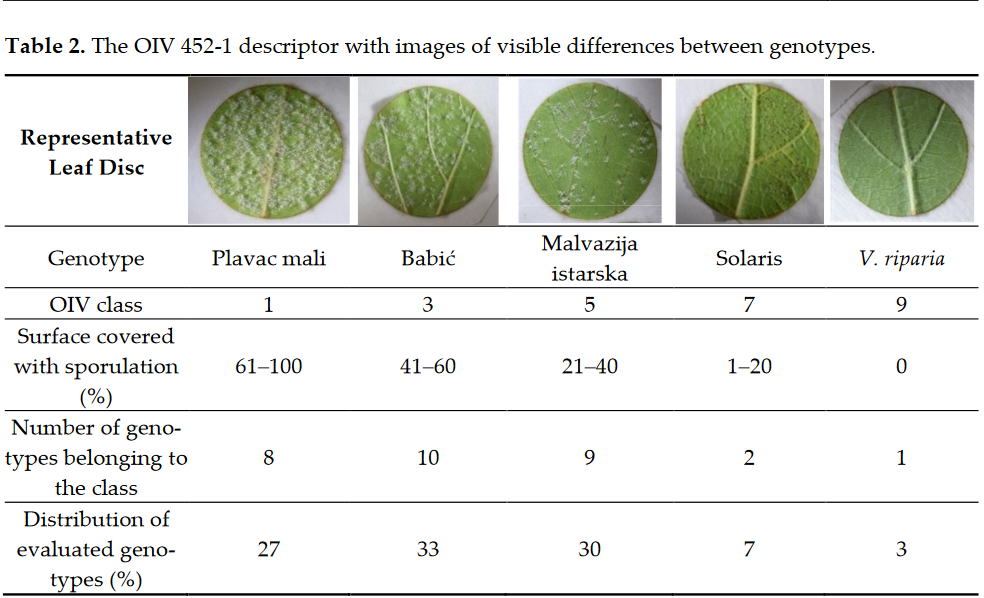 Table 2. The OIV 452-1 descriptor with images of visible differences between genotypes.
Representative
Leaf Disc
Genotype Plavac mali Babić Malvazija
istarska Solaris V. riparia
OIV class 1 3 5 7 9
Surface covered
with sporulation
(%) 61–100 41–60 21–40 1–20 0
Number of geno-
types belonging to
the class 8 10 9 2 1
Distribution of
evaluated geno-
types (%) 27 33 30 7 3